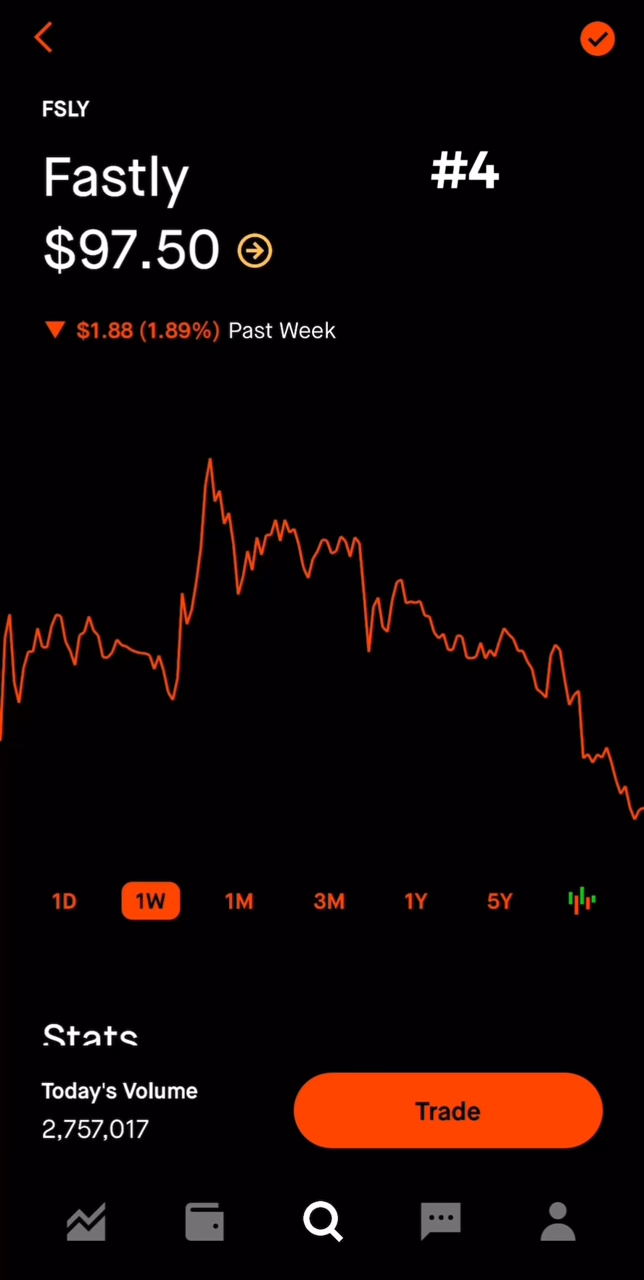 FSLY
Fastly
#4
$97.50
$1.88 (1.89%) Past Week
1D 1W 1M 3M 1Y 5Y
Stats
Today's Volume
2,757,017
Trade